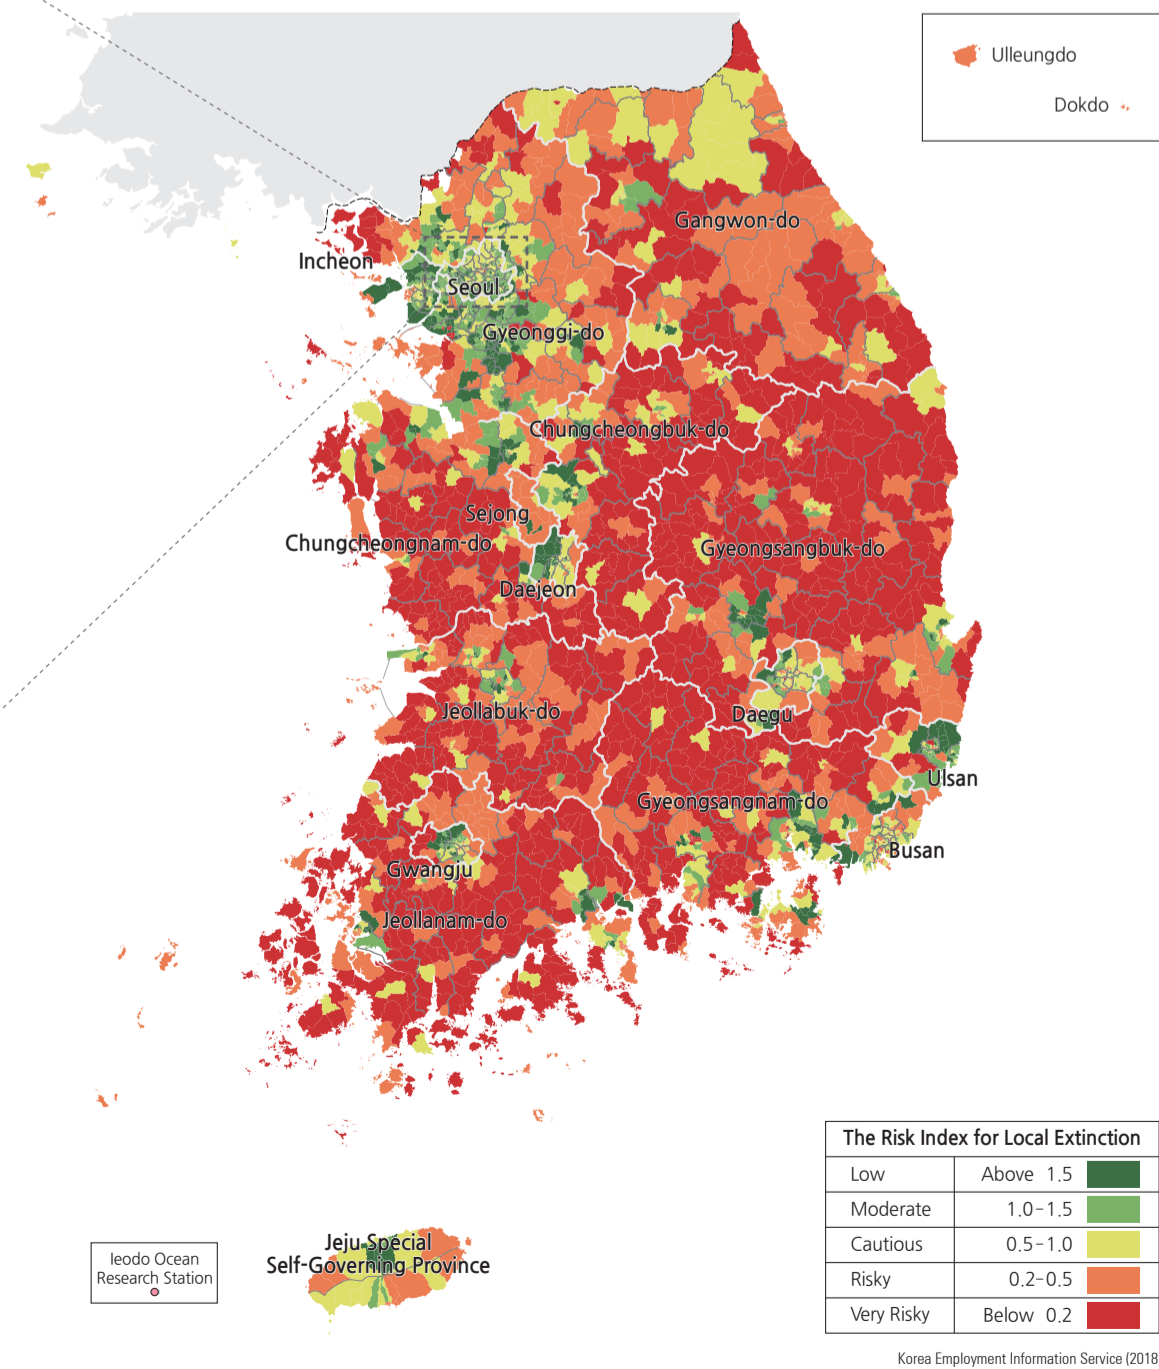 Ulleungdo
Dokdo
Gangwon-do
Incheon
Seoul
Gyeonggi-do
Chungcheongbuk-do
Sejong
Chungcheongnam-do
Gyeongsangbuk-do
Daejeon
Jeollabuk-do
Daegu
Ulsan
Gyeongsangnam-do
Busan
Gwangju
Jeollanam-do
The Risk Index for Local Extinction
Low Above 1.5
Moderate 1.0-1.5
Cautious 0.5-1.0
Risky 0.2-0.5
Very Risky Below 0.2
Jeju Special
Self-Governing Province
Ieodo Ocean
Research Station
Korea Employment Information Service (2018